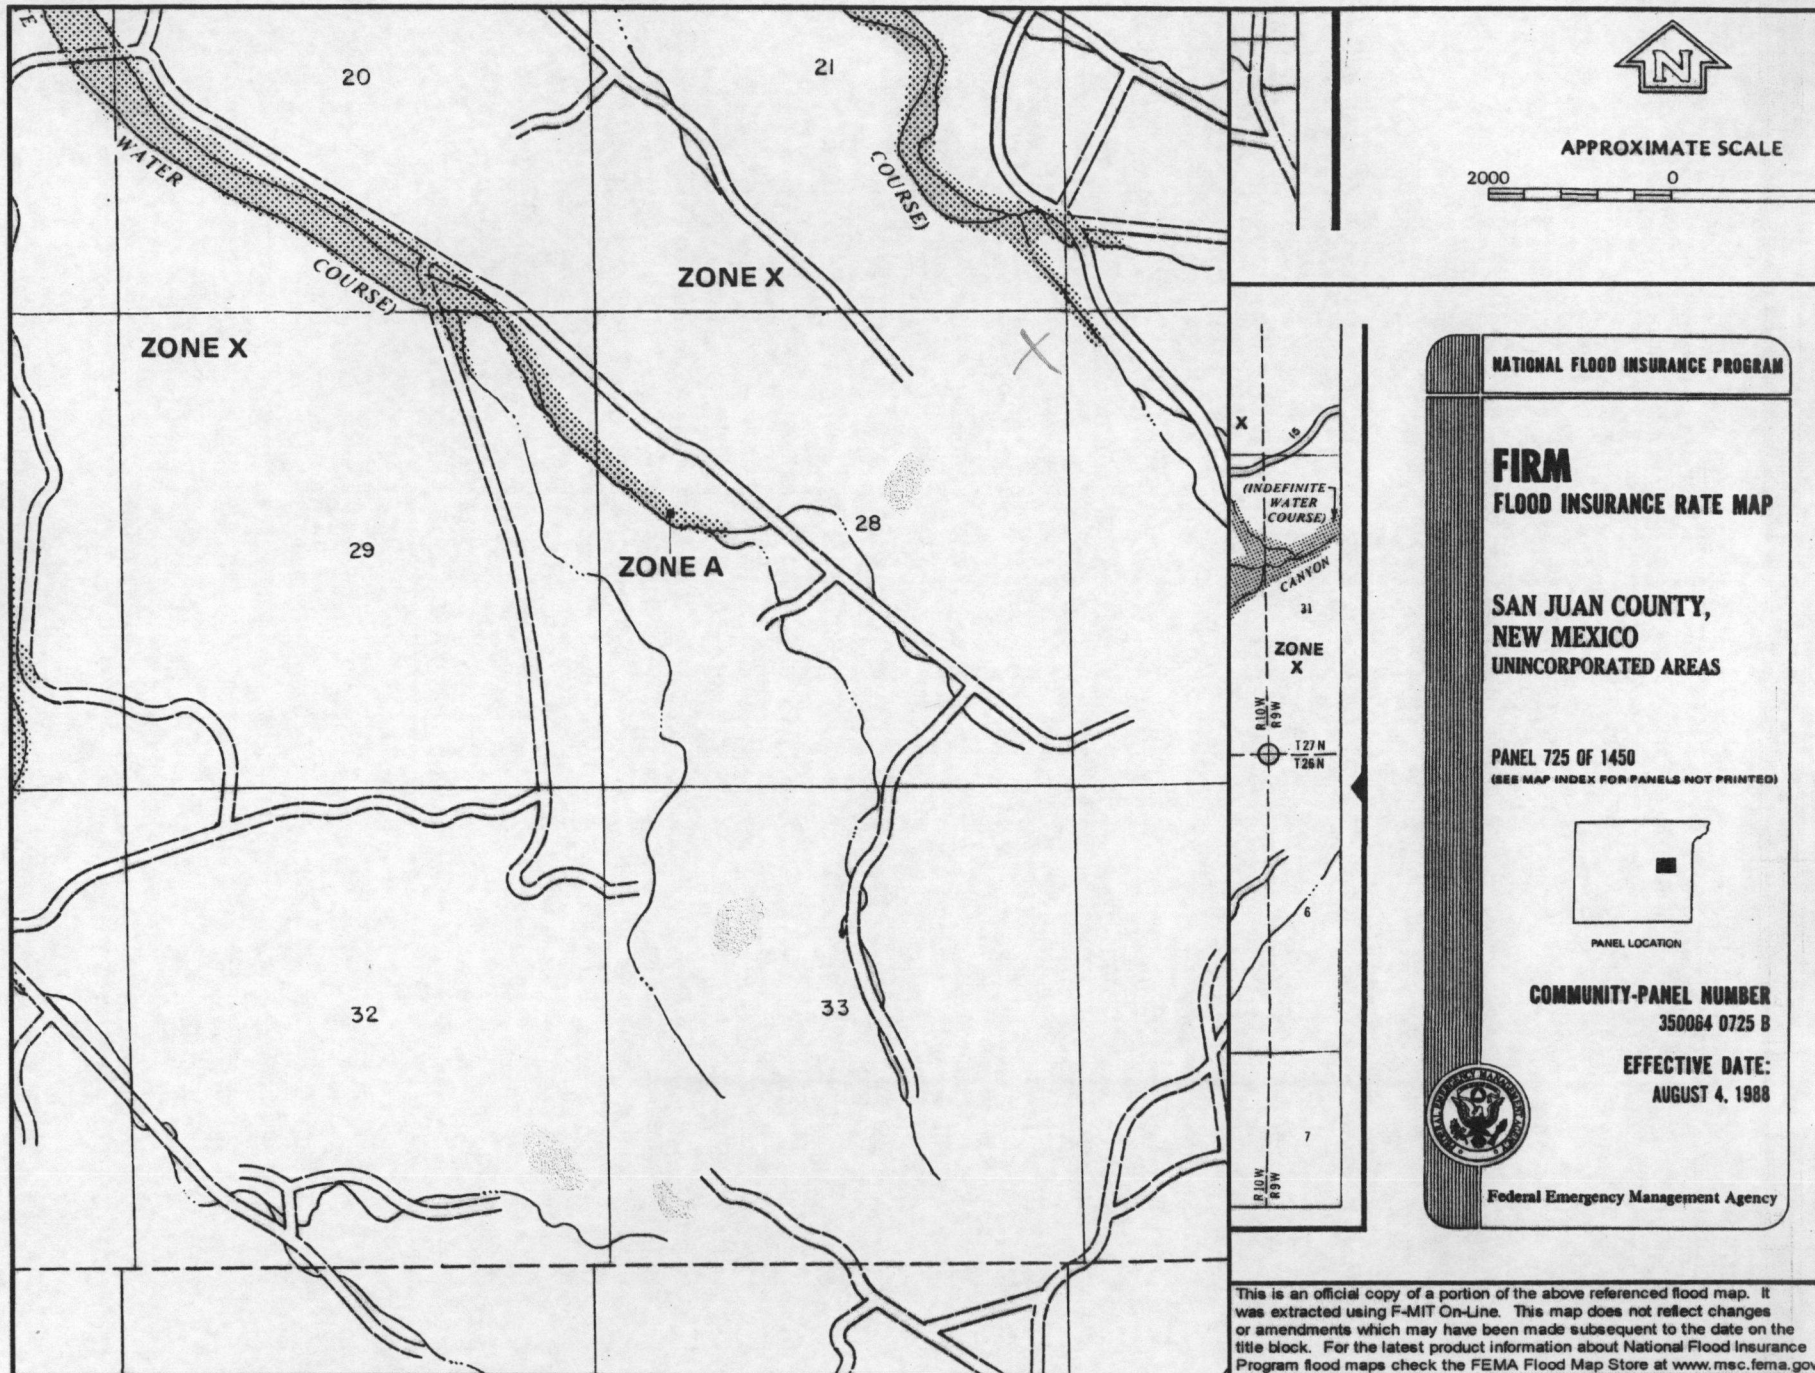 20
21
WATER
COURSE)
COURSE)
ZONE X
ZONE X
28
29
ZONE A
32
33
N
APPROXIMATE SCALE
2000 0
X
15
(INDEFINITE
WATER
COURSE)
CANYON
31
ZONE
X
R10W
R9W
T27N
T26N
6
7
R10W
R9W
NATIONAL FLOOD INSURANCE PROGRAM
FIRM
FLOOD INSURANCE RATE MAP
SAN JUAN COUNTY,
NEW MEXICO
UNINCORPORATED AREAS
PANEL 725 OF 1450
(SEE MAP INDEX FOR PANELS NOT PRINTED)
PANEL LOCATION
COMMUNITY-PANEL NUMBER
350064 0725 B
EFFECTIVE DATE:
AUGUST 4, 1988
FEDERAL EMERGENCY MANAGEMENT AGENCY
Federal Emergency Management Agency
This is an official copy of a portion of the above referenced flood map. It
was extracted using F-MIT On-Line. This map does not reflect changes
or amendments which may have been made subsequent to the date on the
title block. For the latest product information about National Flood Insurance
Program flood maps check the FEMA Flood Map Store at www.msc.fema.gov